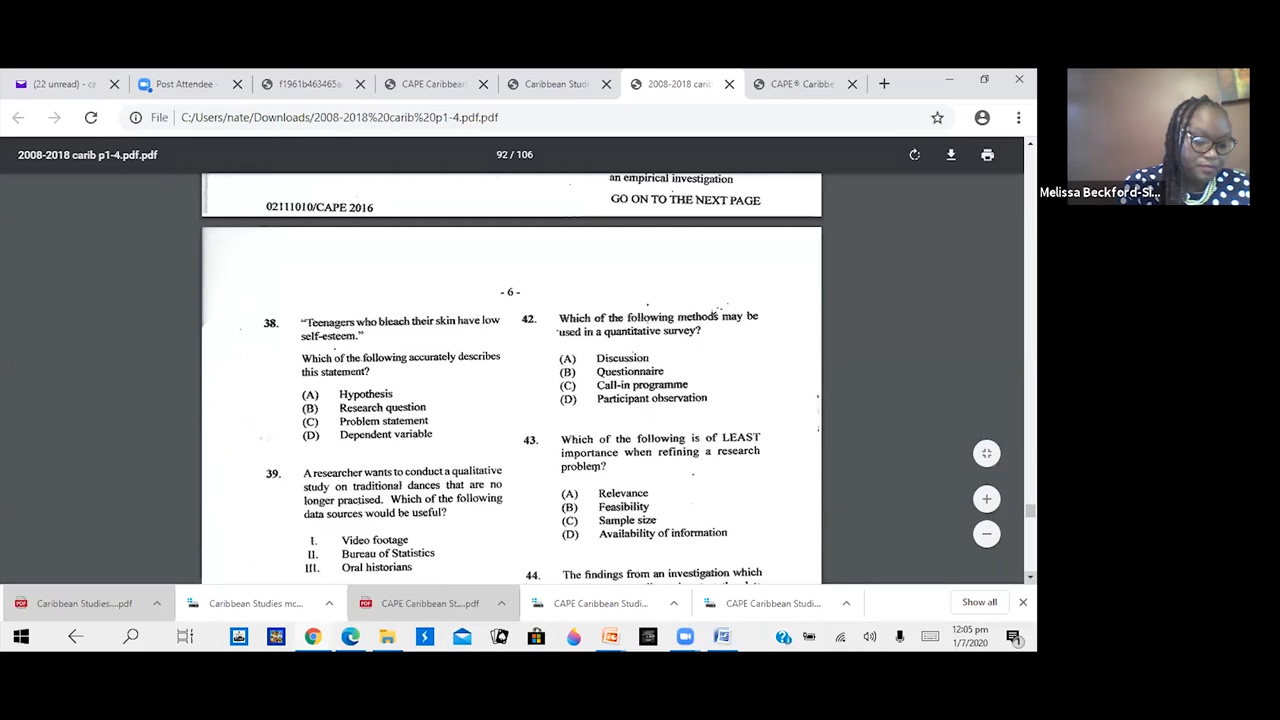 (22 unread) - ca
Post Attendee -
f1961b463465a
CAPE Caribbean
Caribbean Studi
2008-2018 carib
CAPE® Caribbe
File | C:/Users/nate/Downloads/2008-2018%20carib%20p1-4.pdf.pdf
2008-2018 carib p1-4.pdf.pdf
92 / 106
an empirical investigation
02111010/CAPE 2016
GO ON TO THE NEXT PAGE
- 6 -
38. "Teenagers who bleach their skin have low
self-esteem."
Which of the following accurately describes
this statement?
(A) Hypothesis
(B) Research question
(C) Problem statement
(D) Dependent variable
39. A researcher wants to conduct a qualitative
study on traditional dances that are no
longer practised. Which of the following
data sources would be useful?
I. Video footage
II. Bureau of Statistics
III. Oral historians
42. Which of the following methods may be
used in a quantitative survey?
(A) Discussion
(B) Questionnaire
(C) Call-in programme
(D) Participant observation
43. Which of the following is of LEAST
importance when refining a research
problem?
(A) Relevance
(B) Feasibility
(C) Sample size
(D) Availability of information
44. The findings from an investigation which
Melissa Beckford-Si...
Caribbean Studies....pdf
Caribbean Studies mc...
CAPE Caribbean St....pdf
CAPE Caribbean Studi...
CAPE Caribbean Studi...
Show all
12:05 pm
1/7/2020